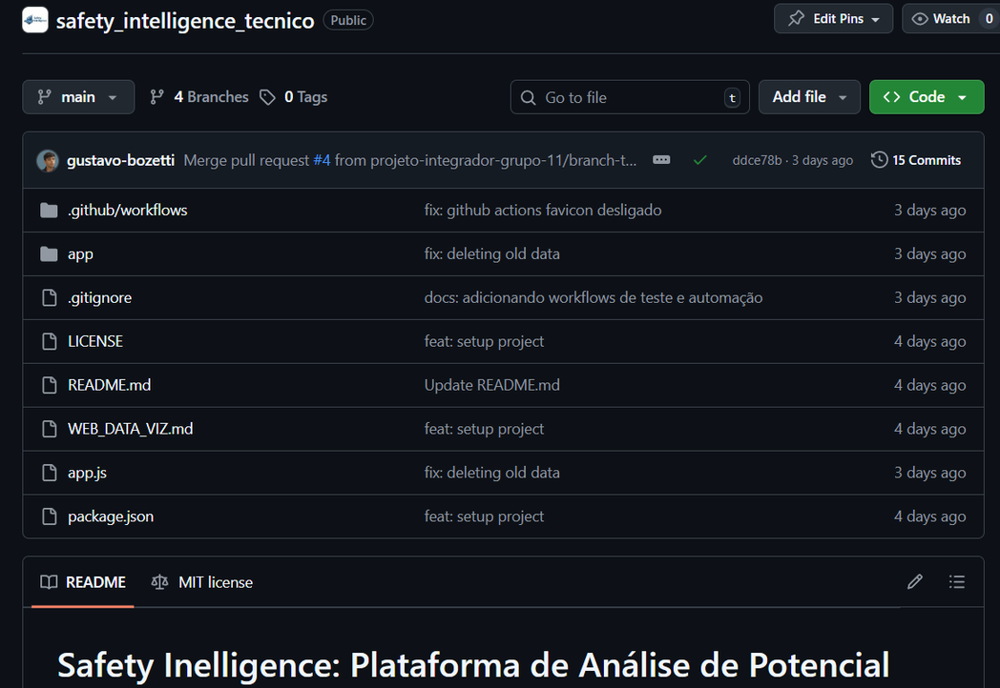 safety_intelligence_tecnico Public Edit Pins Watch 0
main 4 Branches 0 Tags Go to file t Add file Code
gustavo-bozetti Merge pull request #4 from projeto-integrador-grupo-11/branch-t... ddce78b · 3 days ago 15 Commits
.github/workflows fix: github actions favicon desligado 3 days ago
app fix: deleting old data 3 days ago
.gitignore docs: adicionando workflows de teste e automação 3 days ago
LICENSE feat: setup project 4 days ago
README.md Update README.md 4 days ago
WEB_DATA_VIZ.md feat: setup project 4 days ago
app.js fix: deleting old data 3 days ago
package.json feat: setup project 4 days ago
README MIT license
Safety Inelligence: Plataforma de Análise de Potencial